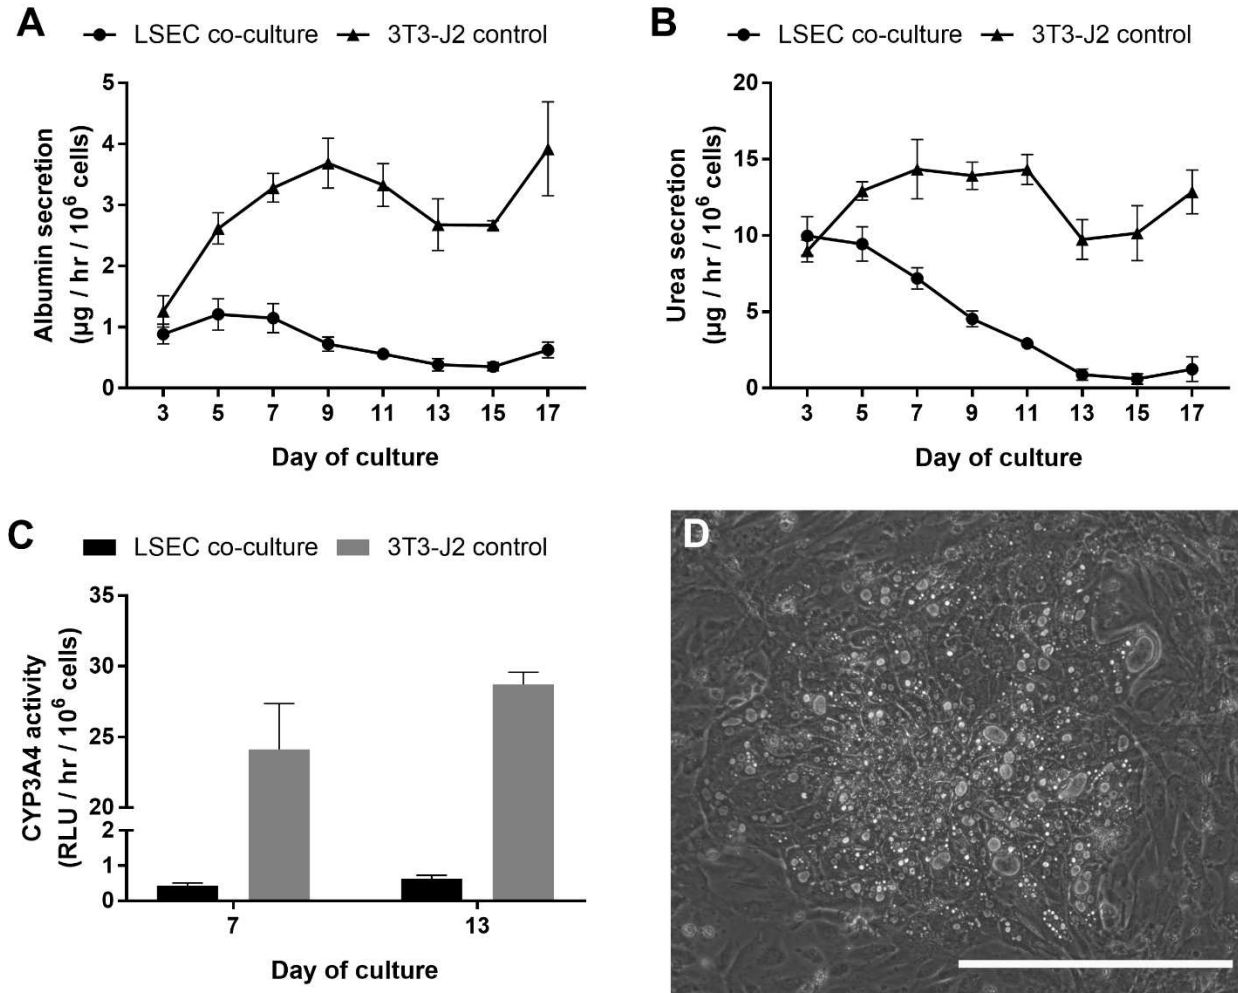 A
LSEC co-culture 3T3-J2 control
Albumin secretion
(µg / hr / 10⁶ cells)
5
4
3
2
1
0
3 5 7 9 11 13 15 17
Day of culture
B
LSEC co-culture 3T3-J2 control
Urea secretion
(µg / hr / 10⁶ cells)
20
15
10
5
0
3 5 7 9 11 13 15 17
Day of culture
C
LSEC co-culture 3T3-J2 control
CYP3A4 activity
(RLU / hr / 10⁶ cells)
35
30
25
20
2
1
0
7 13
Day of culture
D